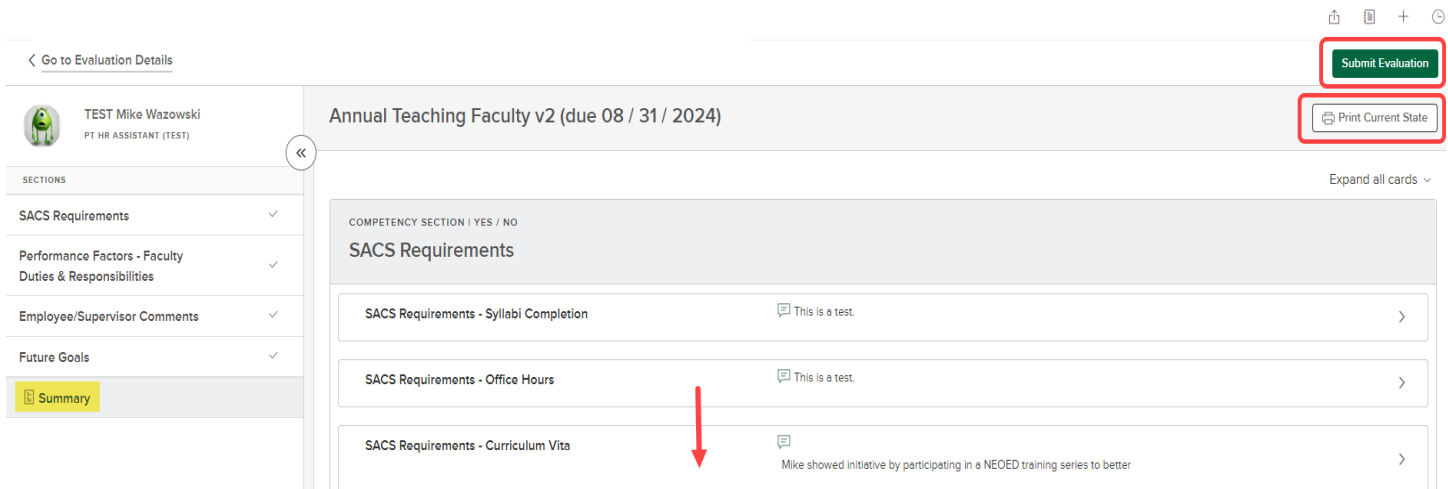 Go to Evaluation Details
Submit Evaluation
TEST Mike Wazowski
PT HR ASSISTANT (TEST)
Annual Teaching Faculty v2 (due 08 / 31 / 2024)
Print Current State
SECTIONS
Expand all cards
SACS Requirements
Performance Factors - Faculty
Duties & Responsibilities
Employee/Supervisor Comments
Future Goals
Summary
COMPETENCY SECTION | YES / NO
SACS Requirements
SACS Requirements - Syllabi Completion
This is a test.
SACS Requirements - Office Hours
This is a test.
SACS Requirements - Curriculum Vita
Mike showed initiative by participating in a NEOED training series to better